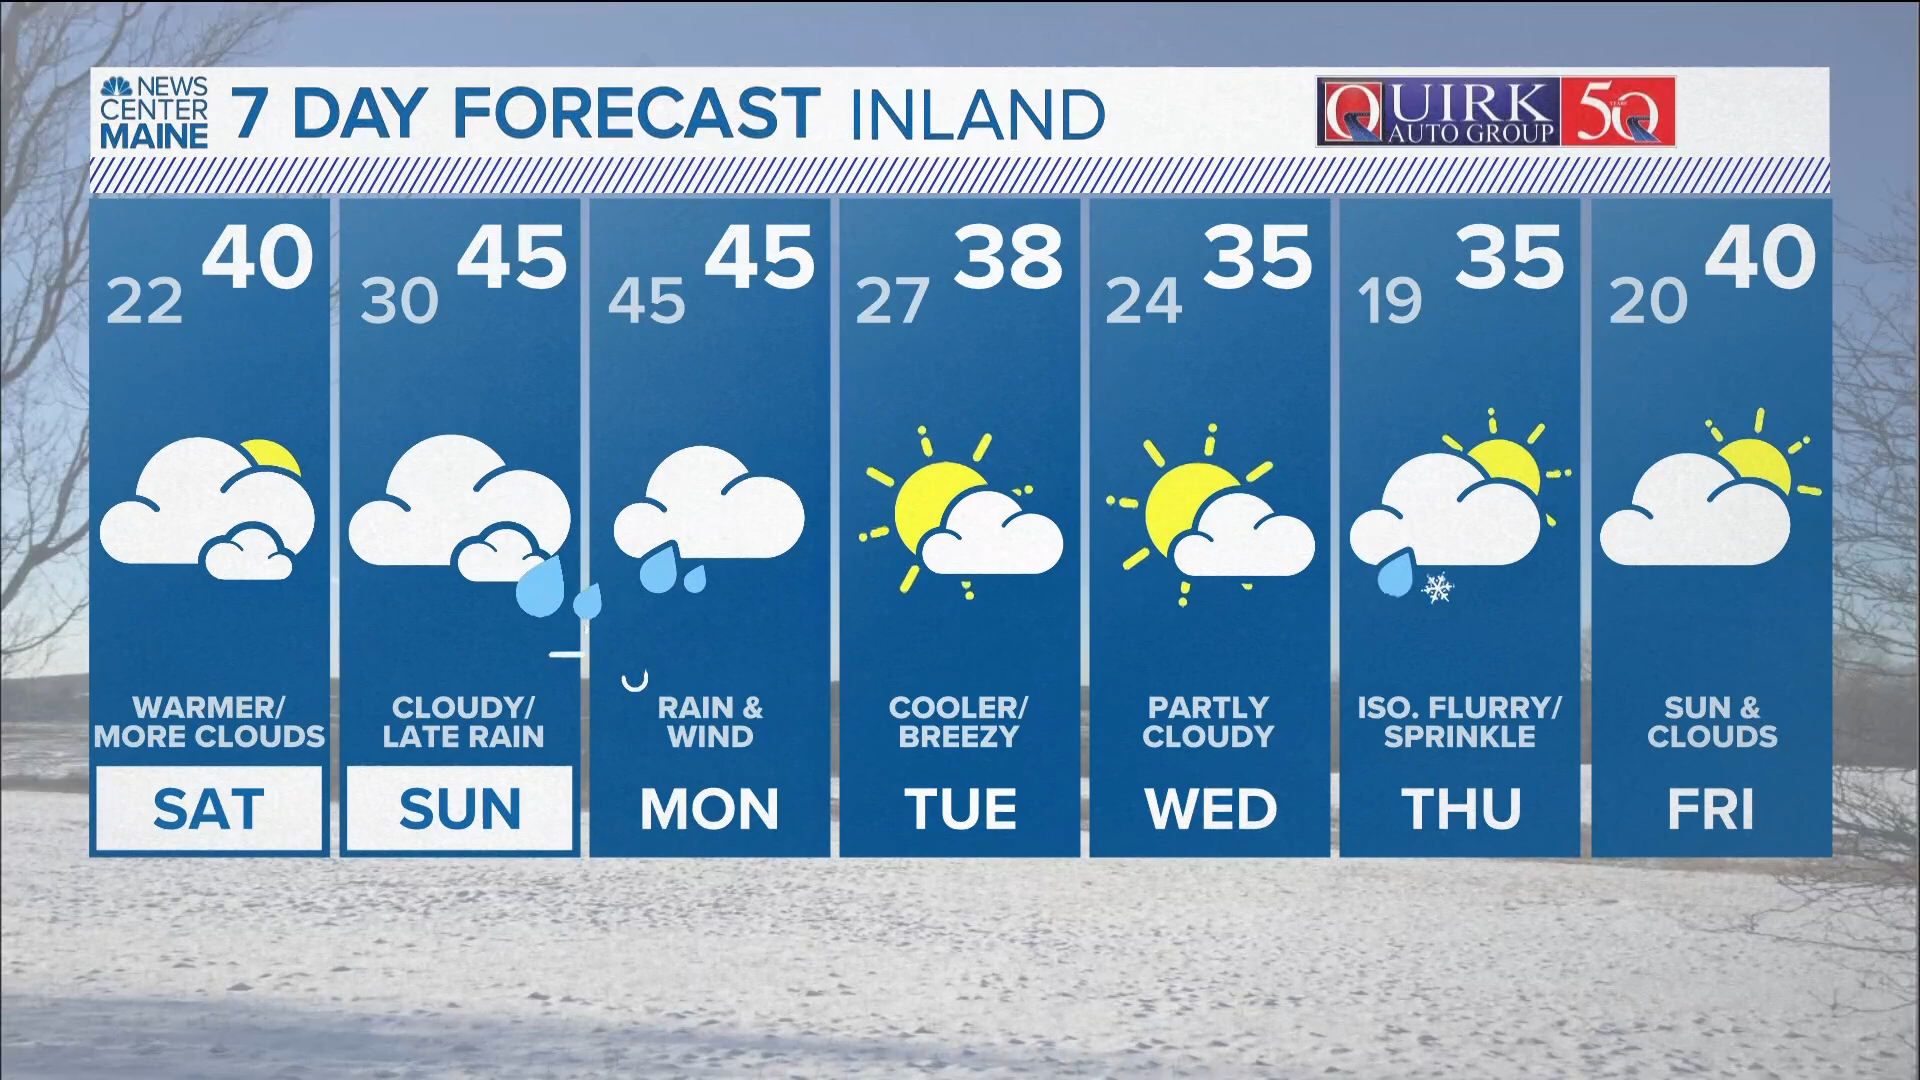 NEWS
CENTER
MAINE
7 DAY FORECAST INLAND
QUIRK
AUTO GROUP
50
YEARS
22 40
30 45
45 45
27 38
24 35
19 35
20 40
WARMER/
MORE CLOUDS
CLOUDY/
LATE RAIN
RAIN &
WIND
COOLER/
BREEZY
PARTLY
CLOUDY
ISO. FLURRY/
SPRINKLE
SUN &
CLOUDS
SAT
SUN
MON
TUE
WED
THU
FRI